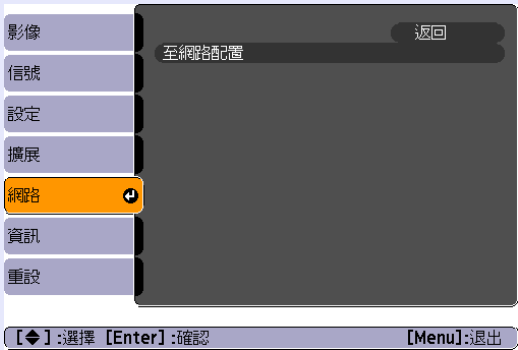 影像
信號
設定
擴展
網路
資訊
重設
返回
至網路配置
[◆]:選擇 [Enter]:確認 [Menu]:退出